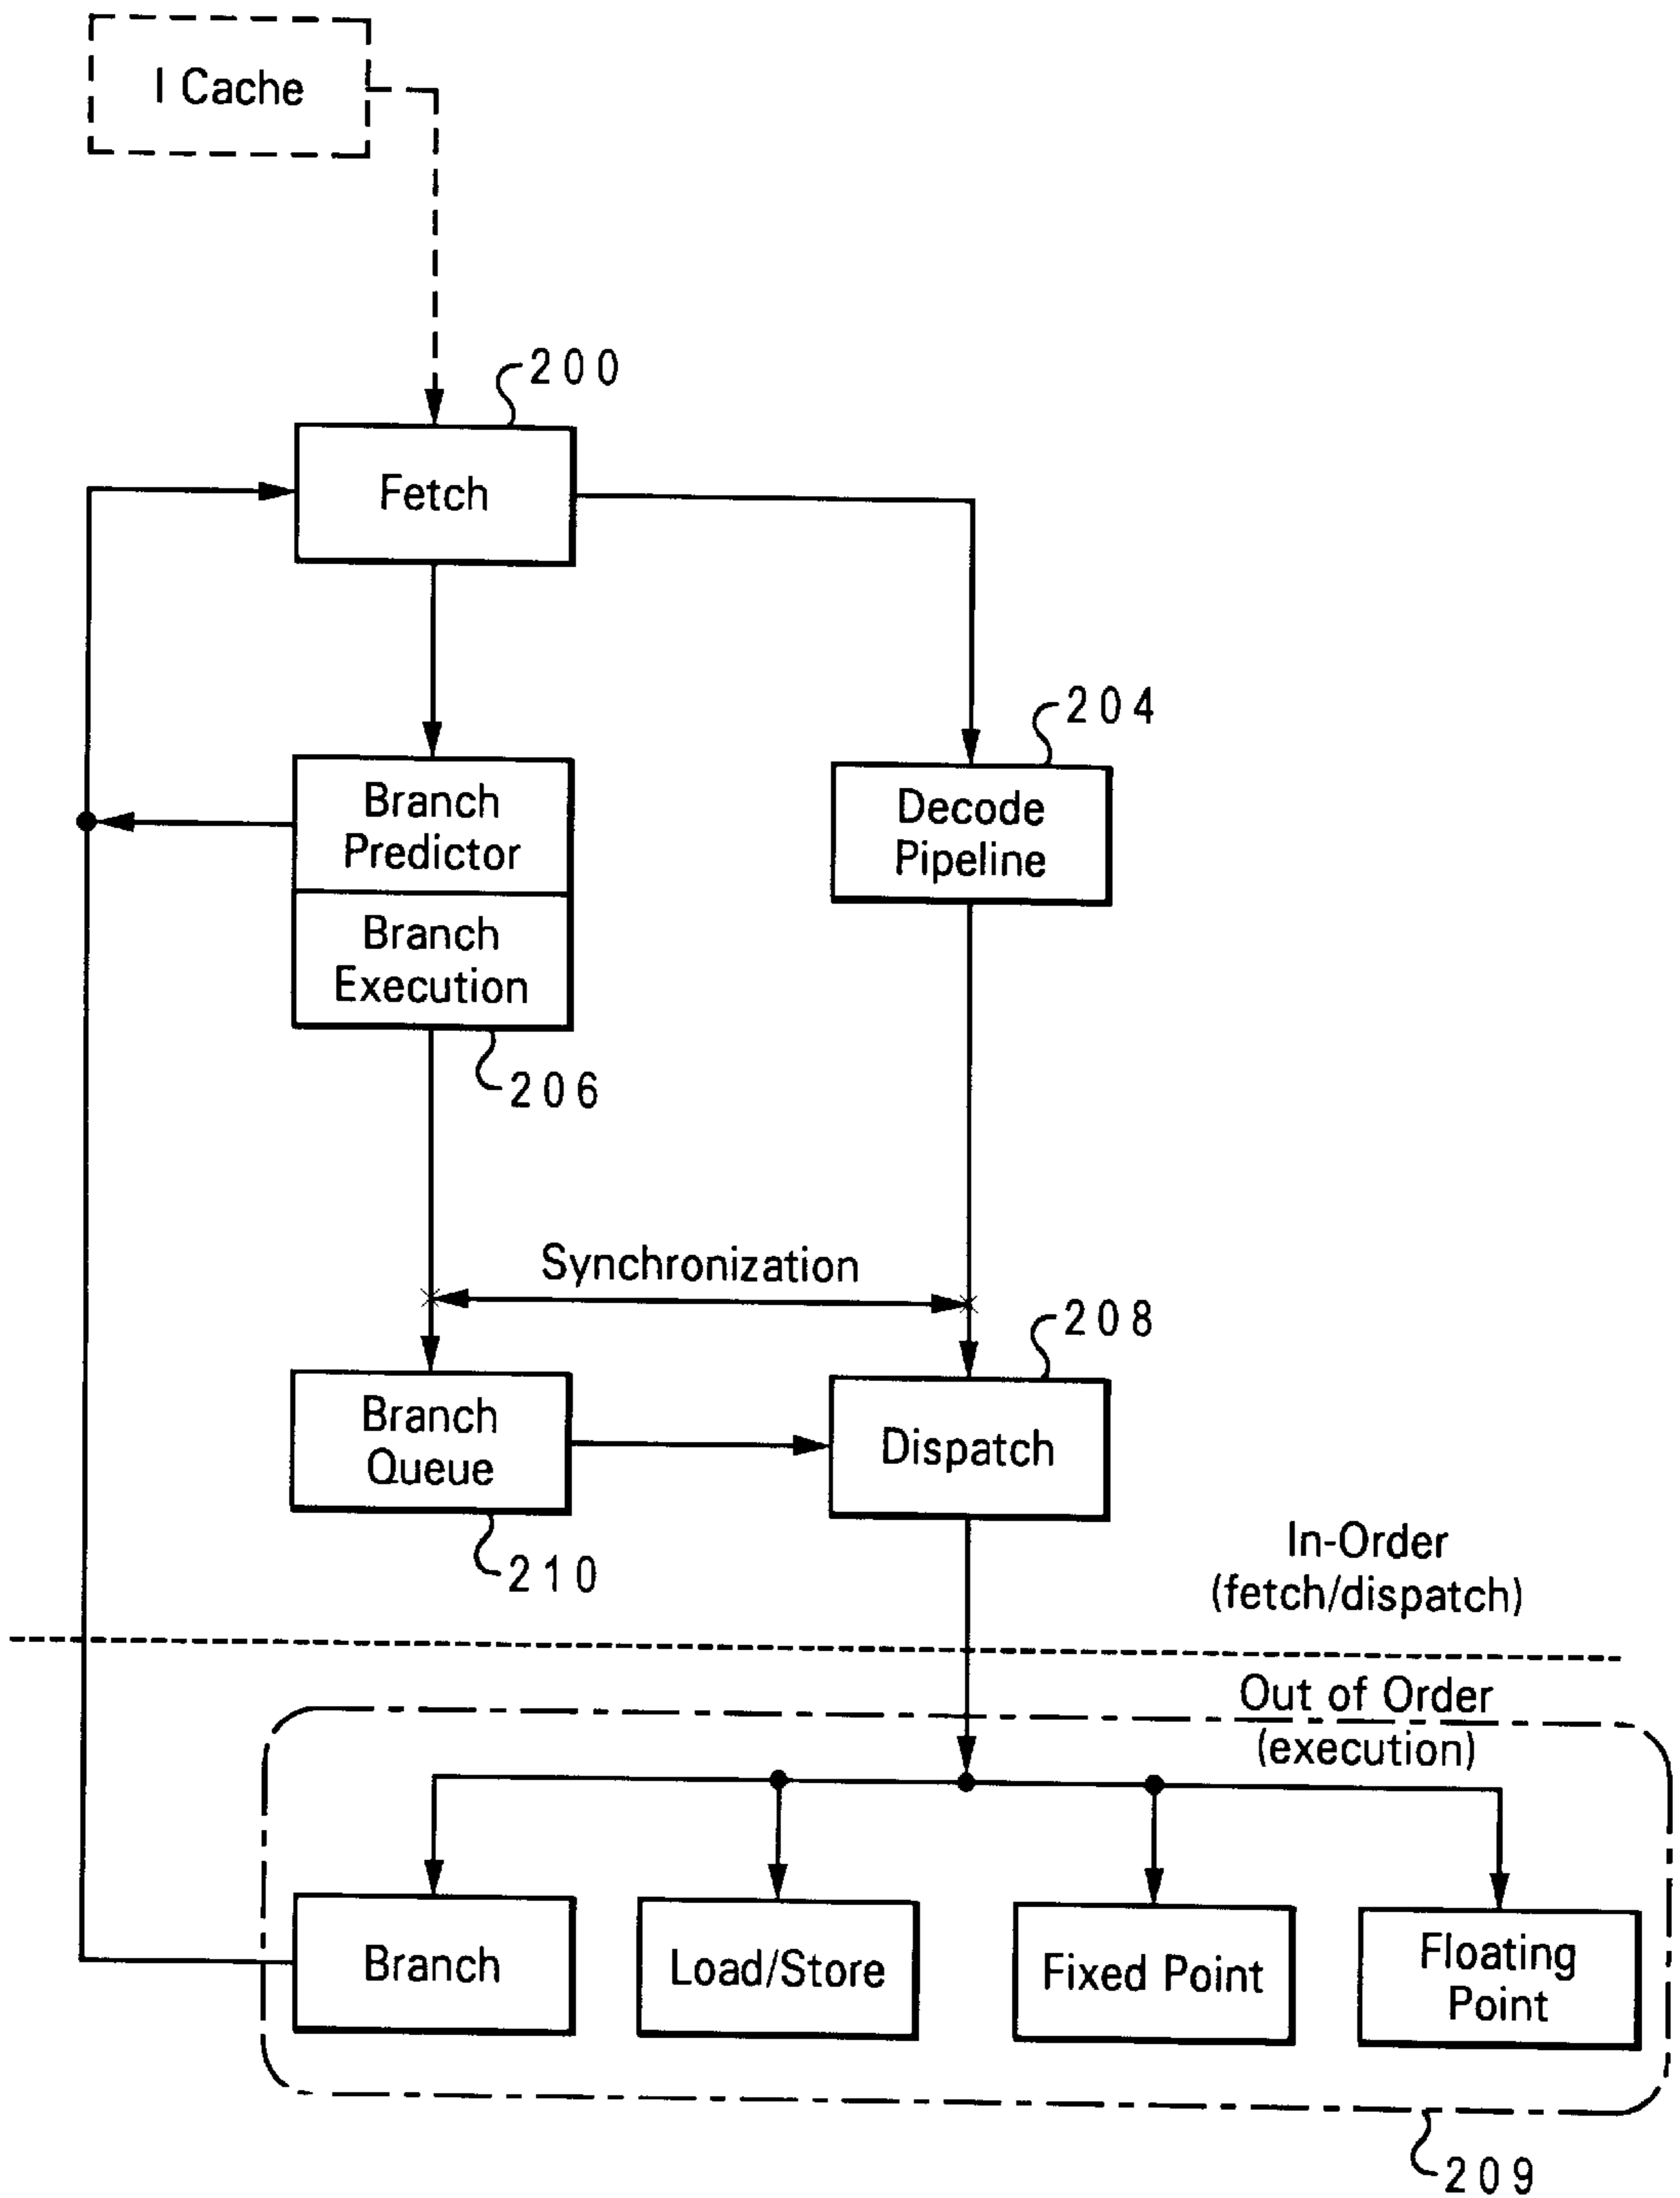 I Cache
200
Fetch
204
Branch
Predictor
Decode
Pipeline
Branch
Execution
206
Synchronization
208
Branch
Queue
Dispatch
210
In-Order
(fetch/dispatch)
Out of Order
(execution)
Branch
Load/Store
Fixed Point
Floating
Point
209